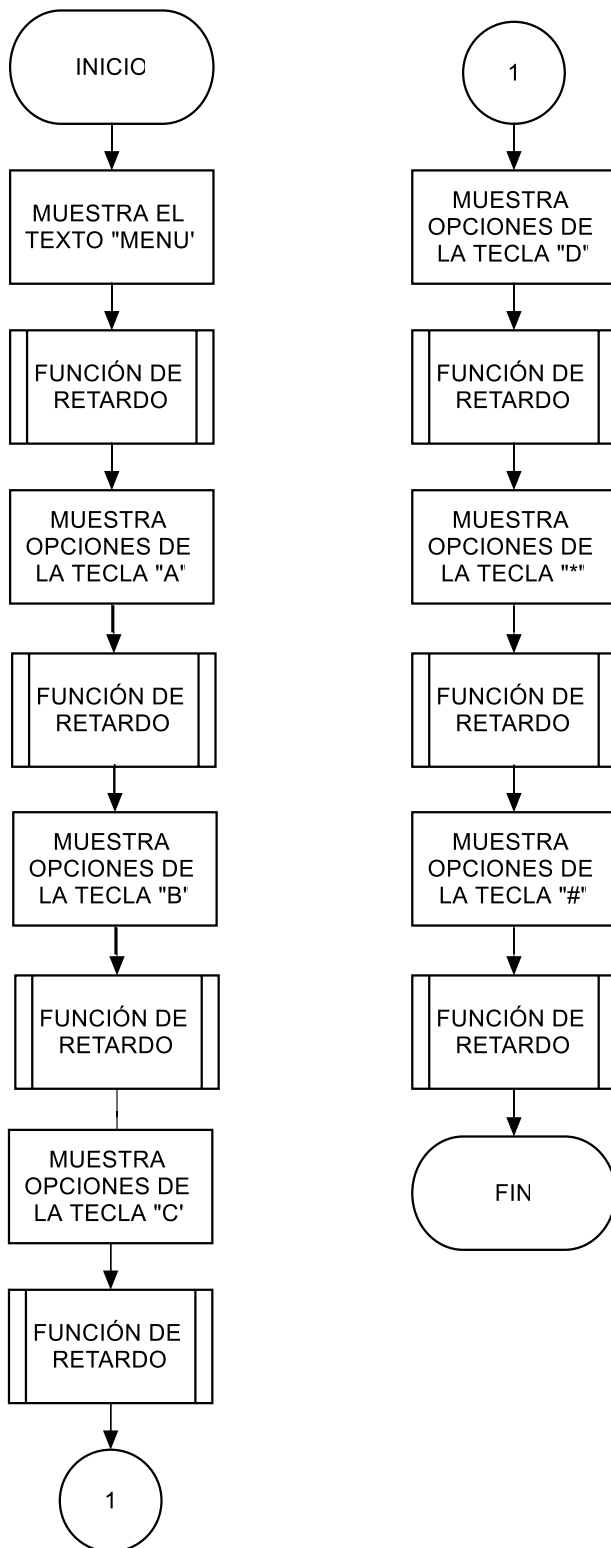 INICIO
MUESTRA EL
TEXTO "MENU'
FUNCIÓN DE
RETARDO
MUESTRA
OPCIONES DE
LA TECLA "A"
FUNCIÓN DE
RETARDO
MUESTRA
OPCIONES DE
LA TECLA "B'
FUNCIÓN DE
RETARDO
MUESTRA
OPCIONES DE
LA TECLA "C'
FUNCIÓN DE
RETARDO
1
1
MUESTRA
OPCIONES DE
LA TECLA "D"
FUNCIÓN DE
RETARDO
MUESTRA
OPCIONES DE
LA TECLA "*"
FUNCIÓN DE
RETARDO
MUESTRA
OPCIONES DE
LA TECLA "#"
FUNCIÓN DE
RETARDO
FIN